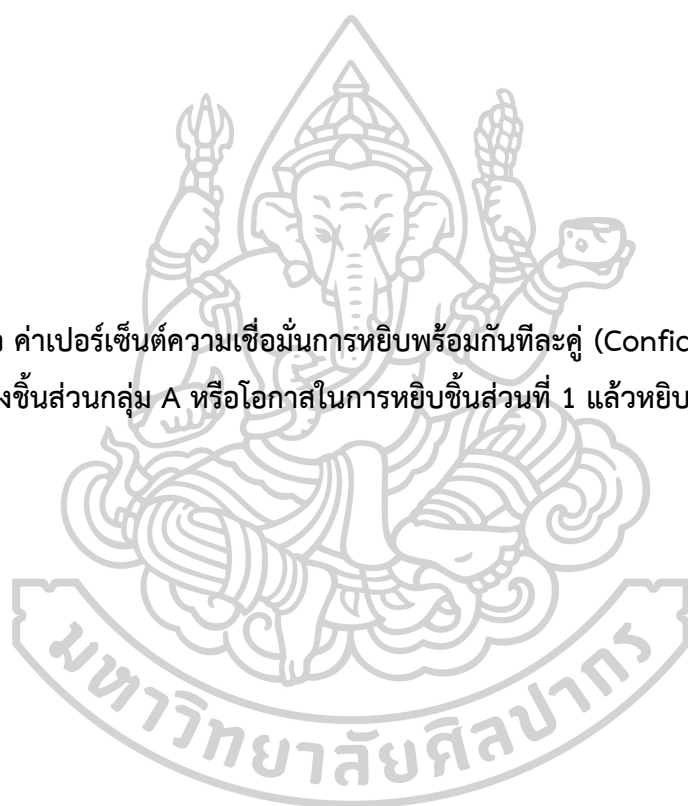 ค่าเปอร์เซ็นต์ความเชื่อมั่นการหยิบพร้อมกันทีละคู่ (Confid
งชิ้นส่วนกลุ่ม A หรือโอกาสในการหยิบชิ้นส่วนที่ 1 แล้วหยิบ
มหาวิทยาลัยศิลปากร